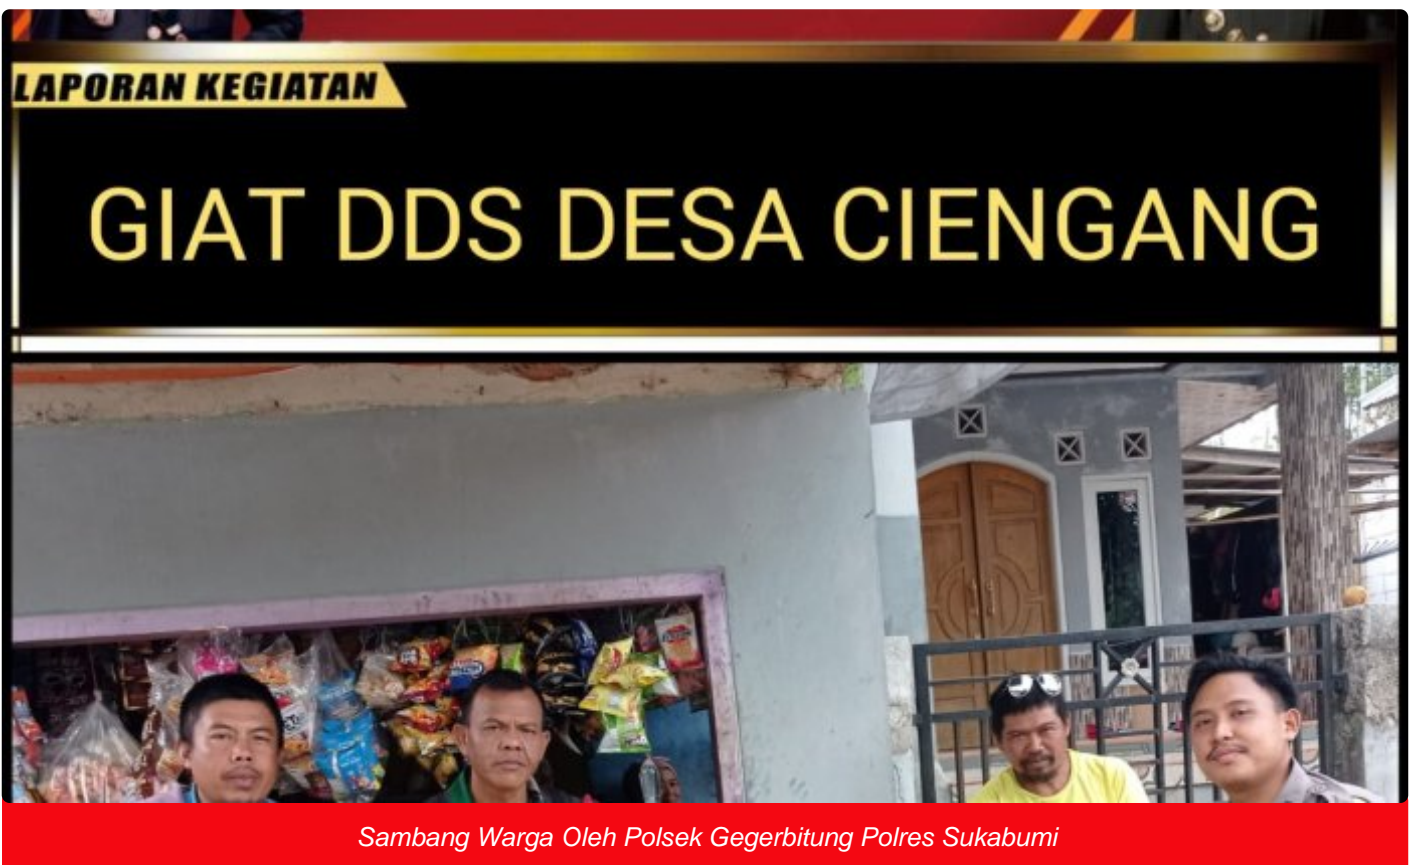 LAPORAN KEGIATAN
GIAT DDS DESA CIENGANG
Sambang Warga Oleh Polsek Gegerbitung Polres Sukabumi